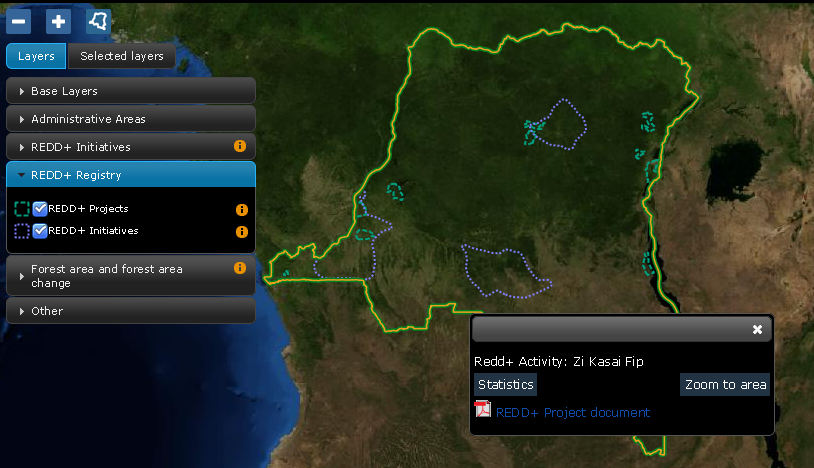 Layers
Selected layers
Base Layers
Administrative Areas
REDD+ Initiatives
REDD+ Registry
REDD+ Projects
REDD+ Initiatives
Forest area and forest area
change
Other
Redd+ Activity: Zi Kasai Fip
Statistics
Zoom to area
REDD+ Project document